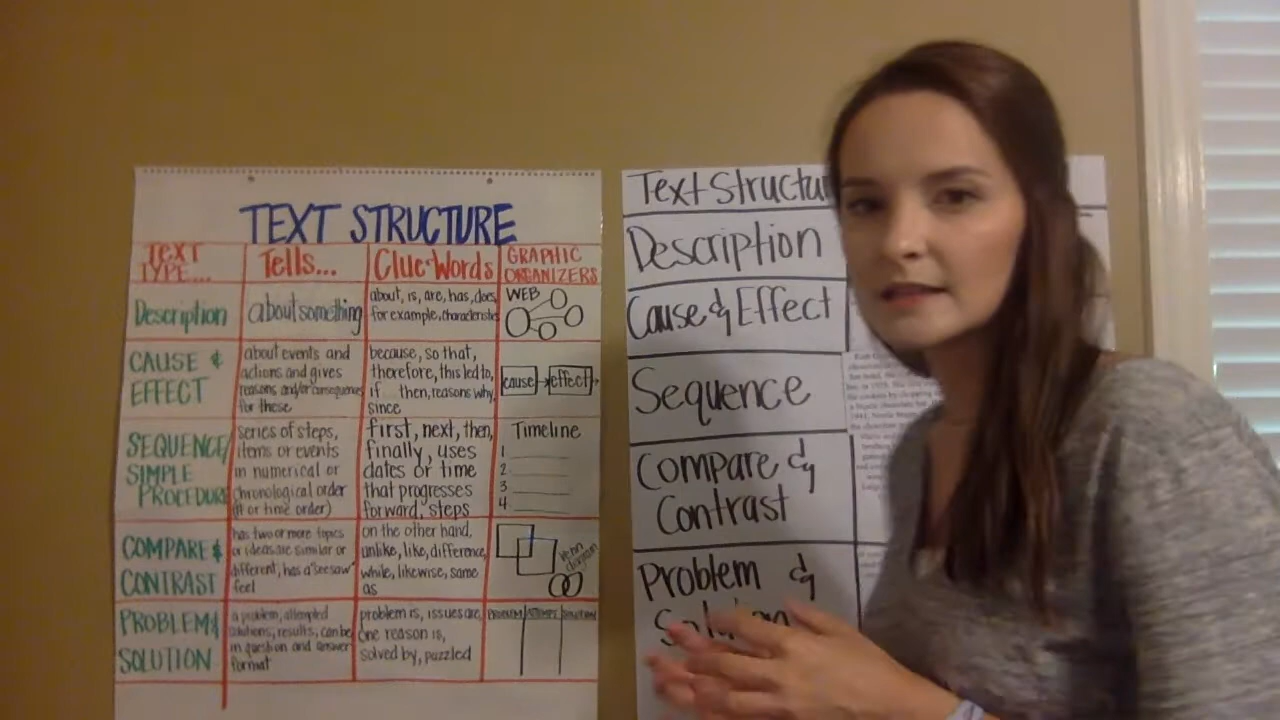 TEXT STRUCTURE
TEXT
TYPE...
Tells...
Clue Words
GRAPHIC
ORGANIZERS
Description
about something
about, is, are, has, does,
for example, characteristics
WEB
CAUSE &
EFFECT
about events and
actions and gives
reasons and/or consequences
for these
because, so that,
therefore, this led to,
if then, reasons why,
since
cause
effect
SEQUENCE/
SIMPLE
PROCEDURE
series of steps,
items or events
in numerical or
chronological order
(# or time order)
first, next, then,
finally, uses
dates or time
that progresses
forward, steps
Timeline
1
2
3
4
COMPARE &
CONTRAST
has two or more topics
or ideas are similar or
different, has a "see saw"
feel
on the other hand,
unlike, like, difference,
while, likewise, same
as
Venn
diagram
PROBLEM &
SOLUTION
a problem, attempted
solutions, results, can be
in question and answer
format
problem is, issues are,
one reason is,
solved by, puzzled
PROBLEM ATTEMPTS SOLUTION
Text Structu
Description
Cause & Effect
Sequence
Compare &
Contrast
Problem &
Solution